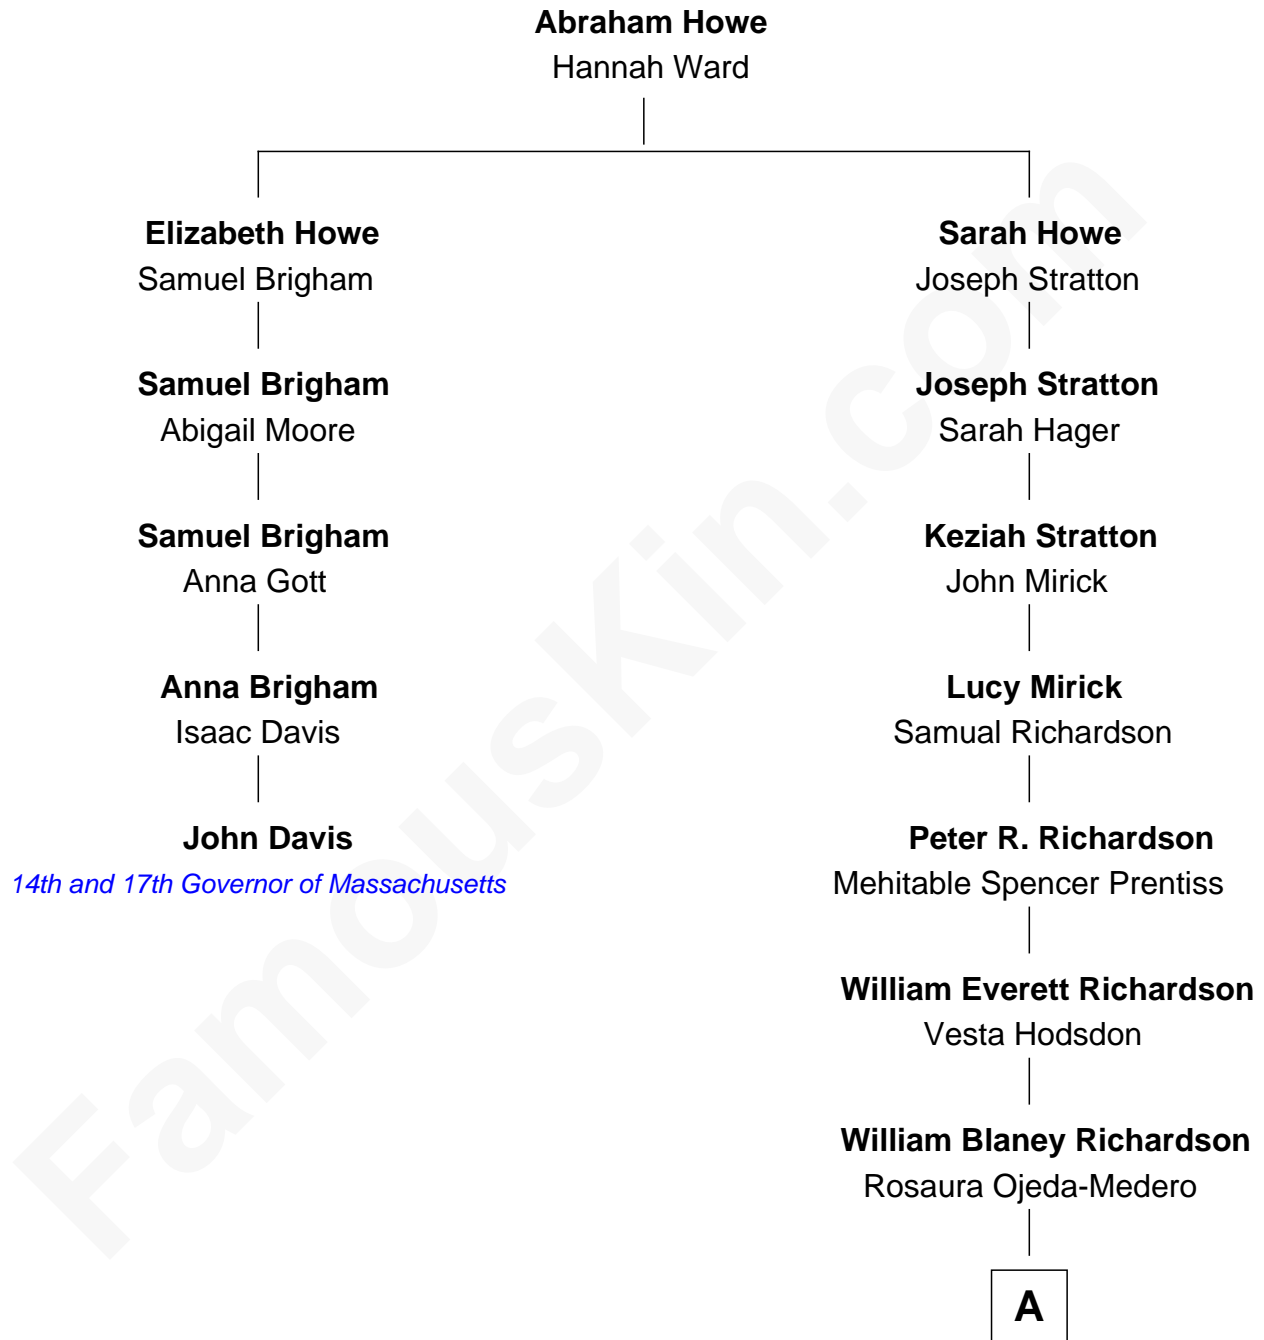 Abraham Howe
Hannah Ward
Elizabeth Howe
Samuel Brigham
Sarah Howe
Joseph Stratton
Samuel Brigham
Abigail Moore
Joseph Stratton
Sarah Hager
Samuel Brigham
Anna Gott
Keziah Stratton
John Mirick
Anna Brigham
Isaac Davis
Lucy Mirick
Samual Richardson
John Davis
14th and 17th Governor of Massachusetts
Peter R. Richardson
Mehitable Spencer Prentiss
William Everett Richardson
Vesta Hodsdon
William Blaney Richardson
Rosaura Ojeda-Medero
A
FamousKin.com